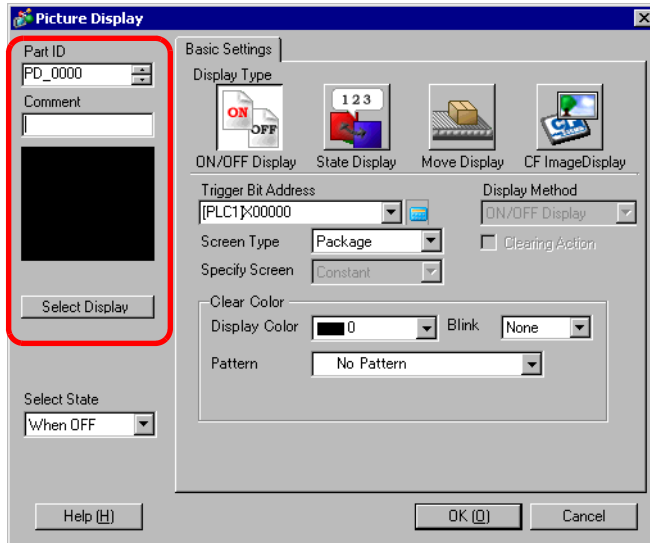 Picture Display
Part ID
PD_0000
Comment
Select Display
Select State
When OFF
Help (H)
Basic Settings
Display Type
ON
OFF
1 2 3
CF
ON/OFF Display
State Display
Move Display
CF ImageDisplay
Trigger Bit Address
[PLC1]X00000
Display Method
ON/OFF Display
Screen Type
Package
Clearing Action
Specify Screen
Constant
Clear Color
Display Color
0
Blink
None
Pattern
No Pattern
OK (O)
Cancel